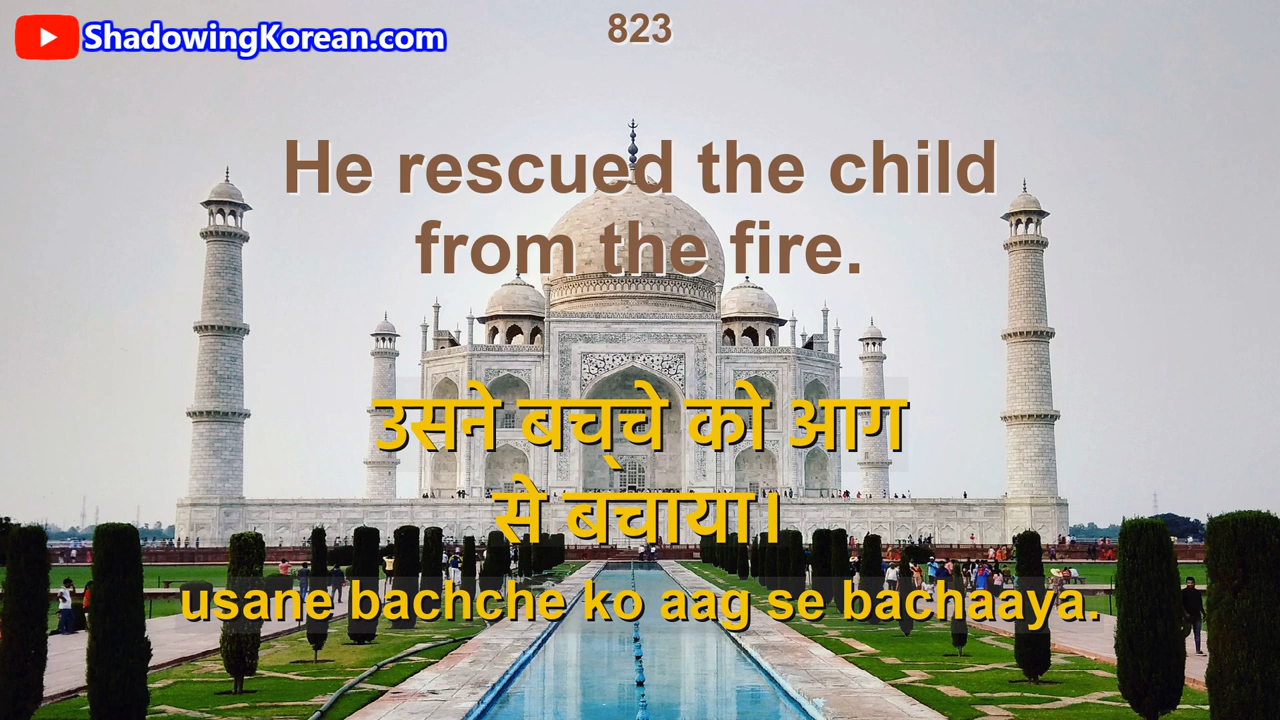 ShadowingKorean.com
823
He rescued the child
from the fire.
उसने बच्चे को आग
से बचाया।
usane bachche ko aag se bachaaya.